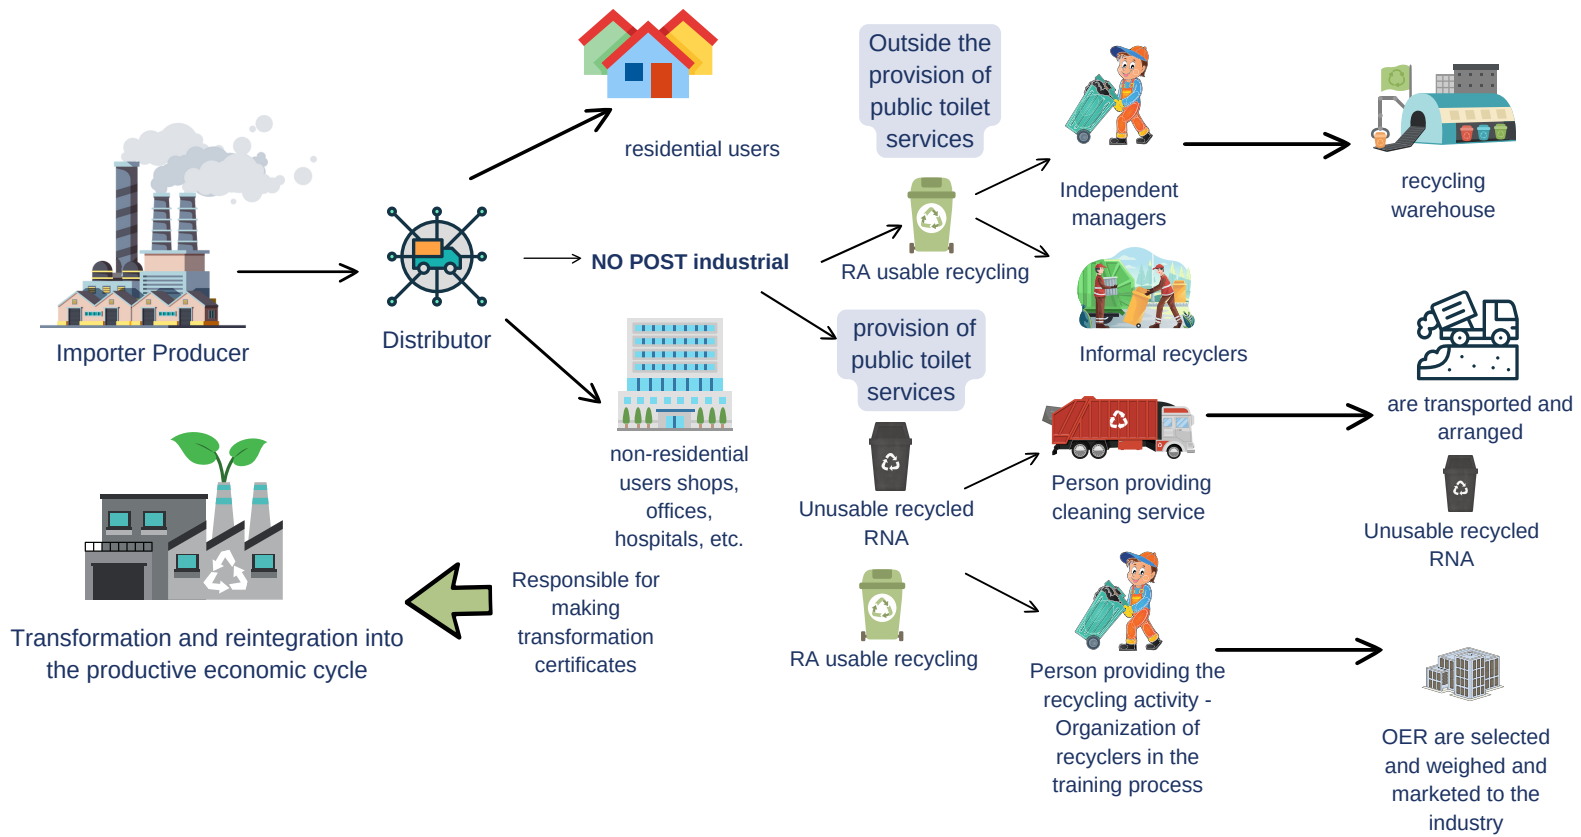 Outside the
provision of
public toilet
services
residential users
Independent
managers
recycling
warehouse
NO POST industrial
RA usable recycling
Importer Producer
Distributor
provision of
public toilet
services
Informal recyclers
are transported and
arranged
non-residential
users shops,
offices,
hospitals, etc.
Unusable recycled
RNA
Person providing
cleaning service
Unusable recycled
RNA
Responsible for
making
transformation
certificates
Transformation and reintegration into
the productive economic cycle
RA usable recycling
Person providing the
recycling activity -
Organization of
recyclers in the
training process
OER are selected
and weighed and
marketed to the
industry